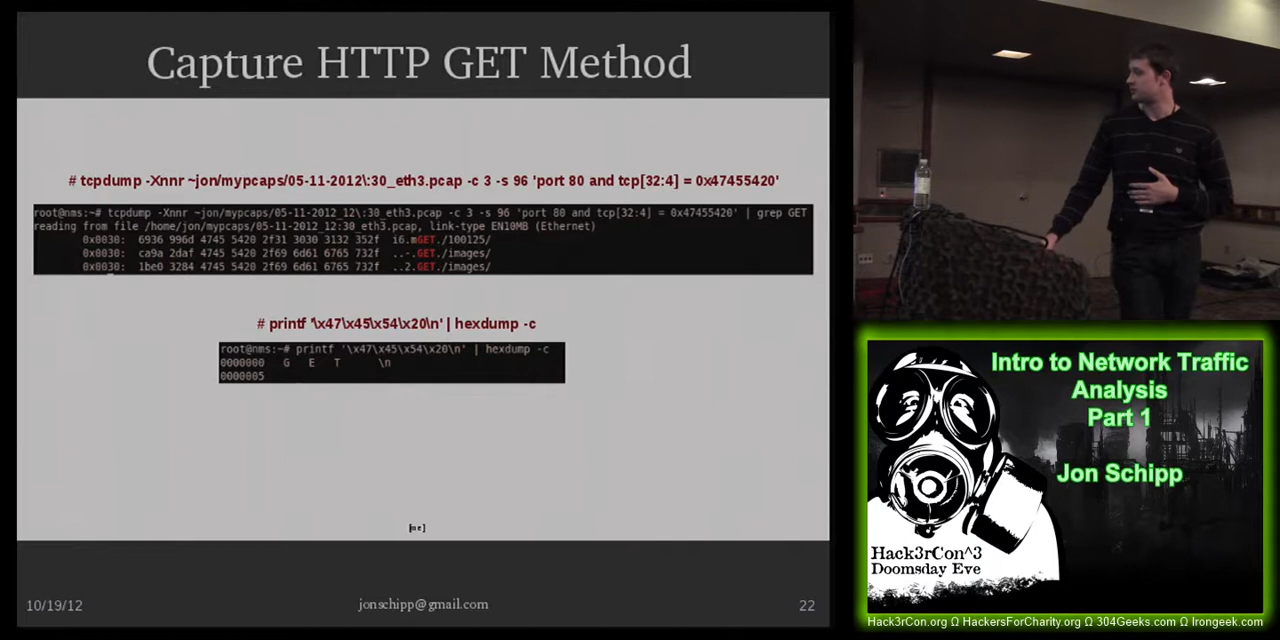 Capture HTTP GET Method
# tcpdump -Xnnr ~jon/mypcaps/05-11-2012\:30_eth3.pcap -c 3 -s 96 'port 80 and tcp[32:4] = 0x47455420'
root@nms:~# tcpdump -Xnnr ~jon/mypcaps/05-11-2012_12\:30_eth3.pcap -c 3 -s 96 'port 80 and tcp[32:4] = 0x47455420' | grep GET
reading from file /home/jon/mypcaps/05-11-2012_12:30_eth3.pcap, link-type EN10MB (Ethernet)
0x0030: 6936 996d 4745 5420 2f31 3030 3132 352f i6.mGET./100125/
0x0030: ca9a 2daf 4745 5420 2f69 6d61 6765 732f ..-.GET./images/
0x0030: 1be0 3284 4745 5420 2f69 6d61 6765 732f ..2.GET./images/
# printf '\x47\x45\x54\x20\n' | hexdump -c
root@nms:~# printf '\x47\x45\x54\x20\n' | hexdump -c
0000000 G E T \n
0000005
[me]
10/19/12
jonschipp@gmail.com
22
Intro to Network Traffic
Analysis
Part 1
Jon Schipp
Hack3rCon^3
Doomsday Eve
Hack3rCon.org Ω HackersForCharity.org Ω 304Geeks.com Ω Irongeek.com